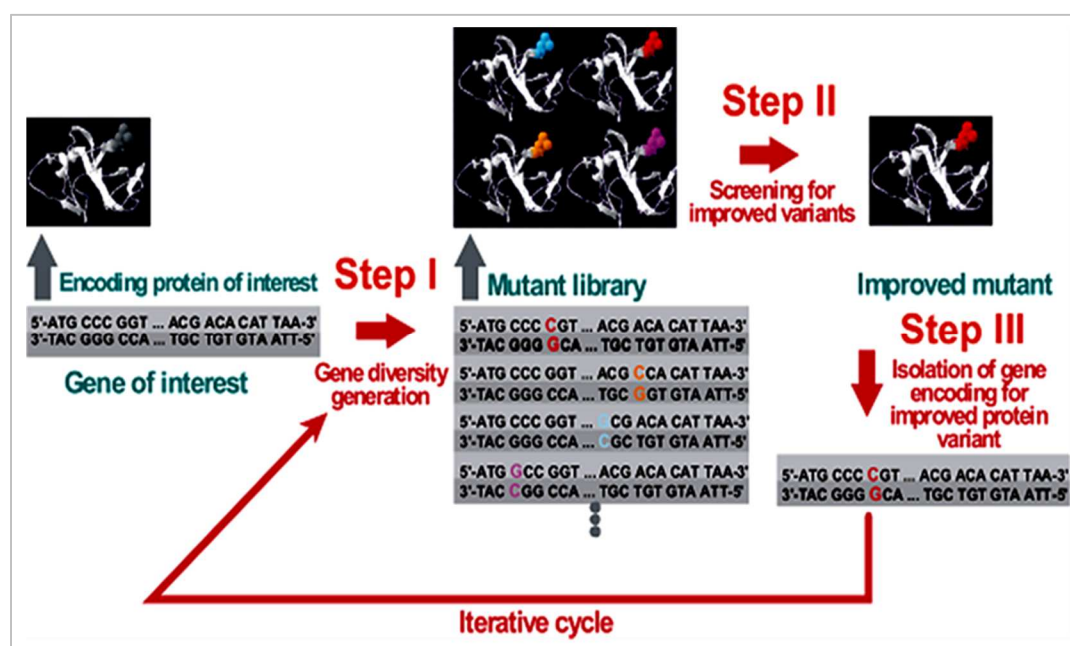 Encoding protein of interest
5'-ATG CCC GGT ... ACG ACA CAT TAA-3'
3'-TAC GGG CCA ... TGC TGT GTA ATT-5'
Gene of interest
Step I
Gene diversity
generation
Mutant library
5'-ATG CCC CGT ... ACG ACA CAT TAA-3'
3'-TAC GGG GCA ... TGC TGT GTA ATT-5'
5'-ATG CCC GGT ... ACG CCA CAT TAA-3'
3'-TAC GGG CCA ... TGC GGT GTA ATT-5'
5'-ATG CCC GGT ... GCG ACA CAT TAA-3'
3'-TAC GGG CCA ... CGC TGT GTA ATT-5'
5'-ATG GCC GGT ... ACG ACA CAT TAA-3'
3'-TAC CGG CCA ... TGC TGT GTA ATT-5'
Step II
Screening for
improved variants
Improved mutant
Step III
Isolation of gene
encoding for
improved protein
variant
5'-ATG CCC CGT ... ACG ACA CAT TAA-3'
3'-TAC GGG GCA ... TGC TGT GTA ATT-5'
Iterative cycle